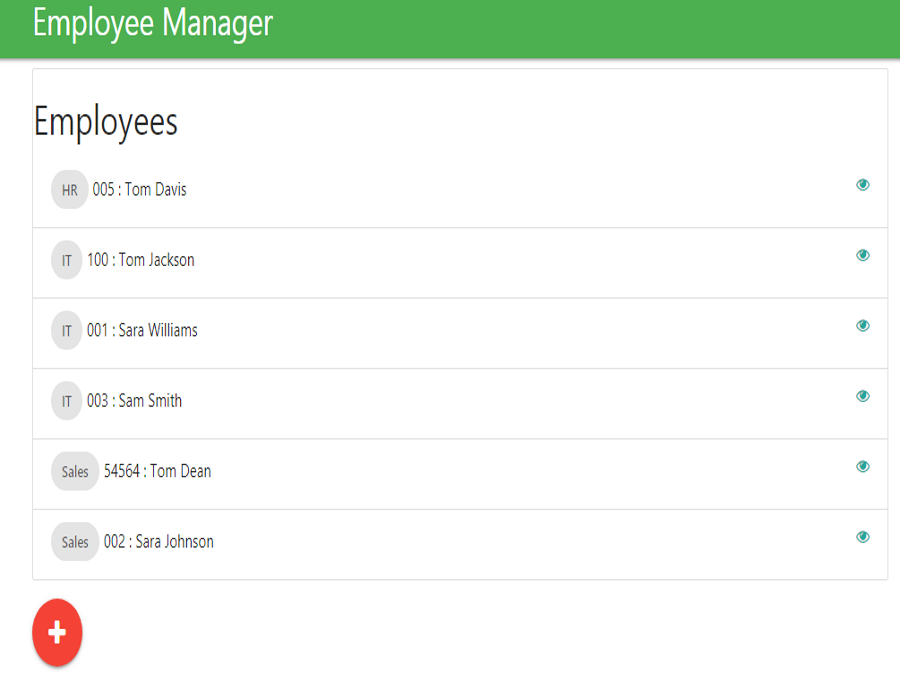 Employee Manager
Employees
HR 005 : Tom Davis
IT 100 : Tom Jackson
IT 001 : Sara Williams
IT 003 : Sam Smith
Sales 54564 : Tom Dean
Sales 002 : Sara Johnson